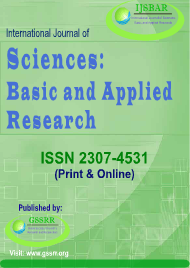 IJSBAR
International Journal of
Sciences:
Basic and Applied
Research
ISSN 2307-4531
(Print & Online)
Published by:
GSSRR
Visit: www.gssrr.org